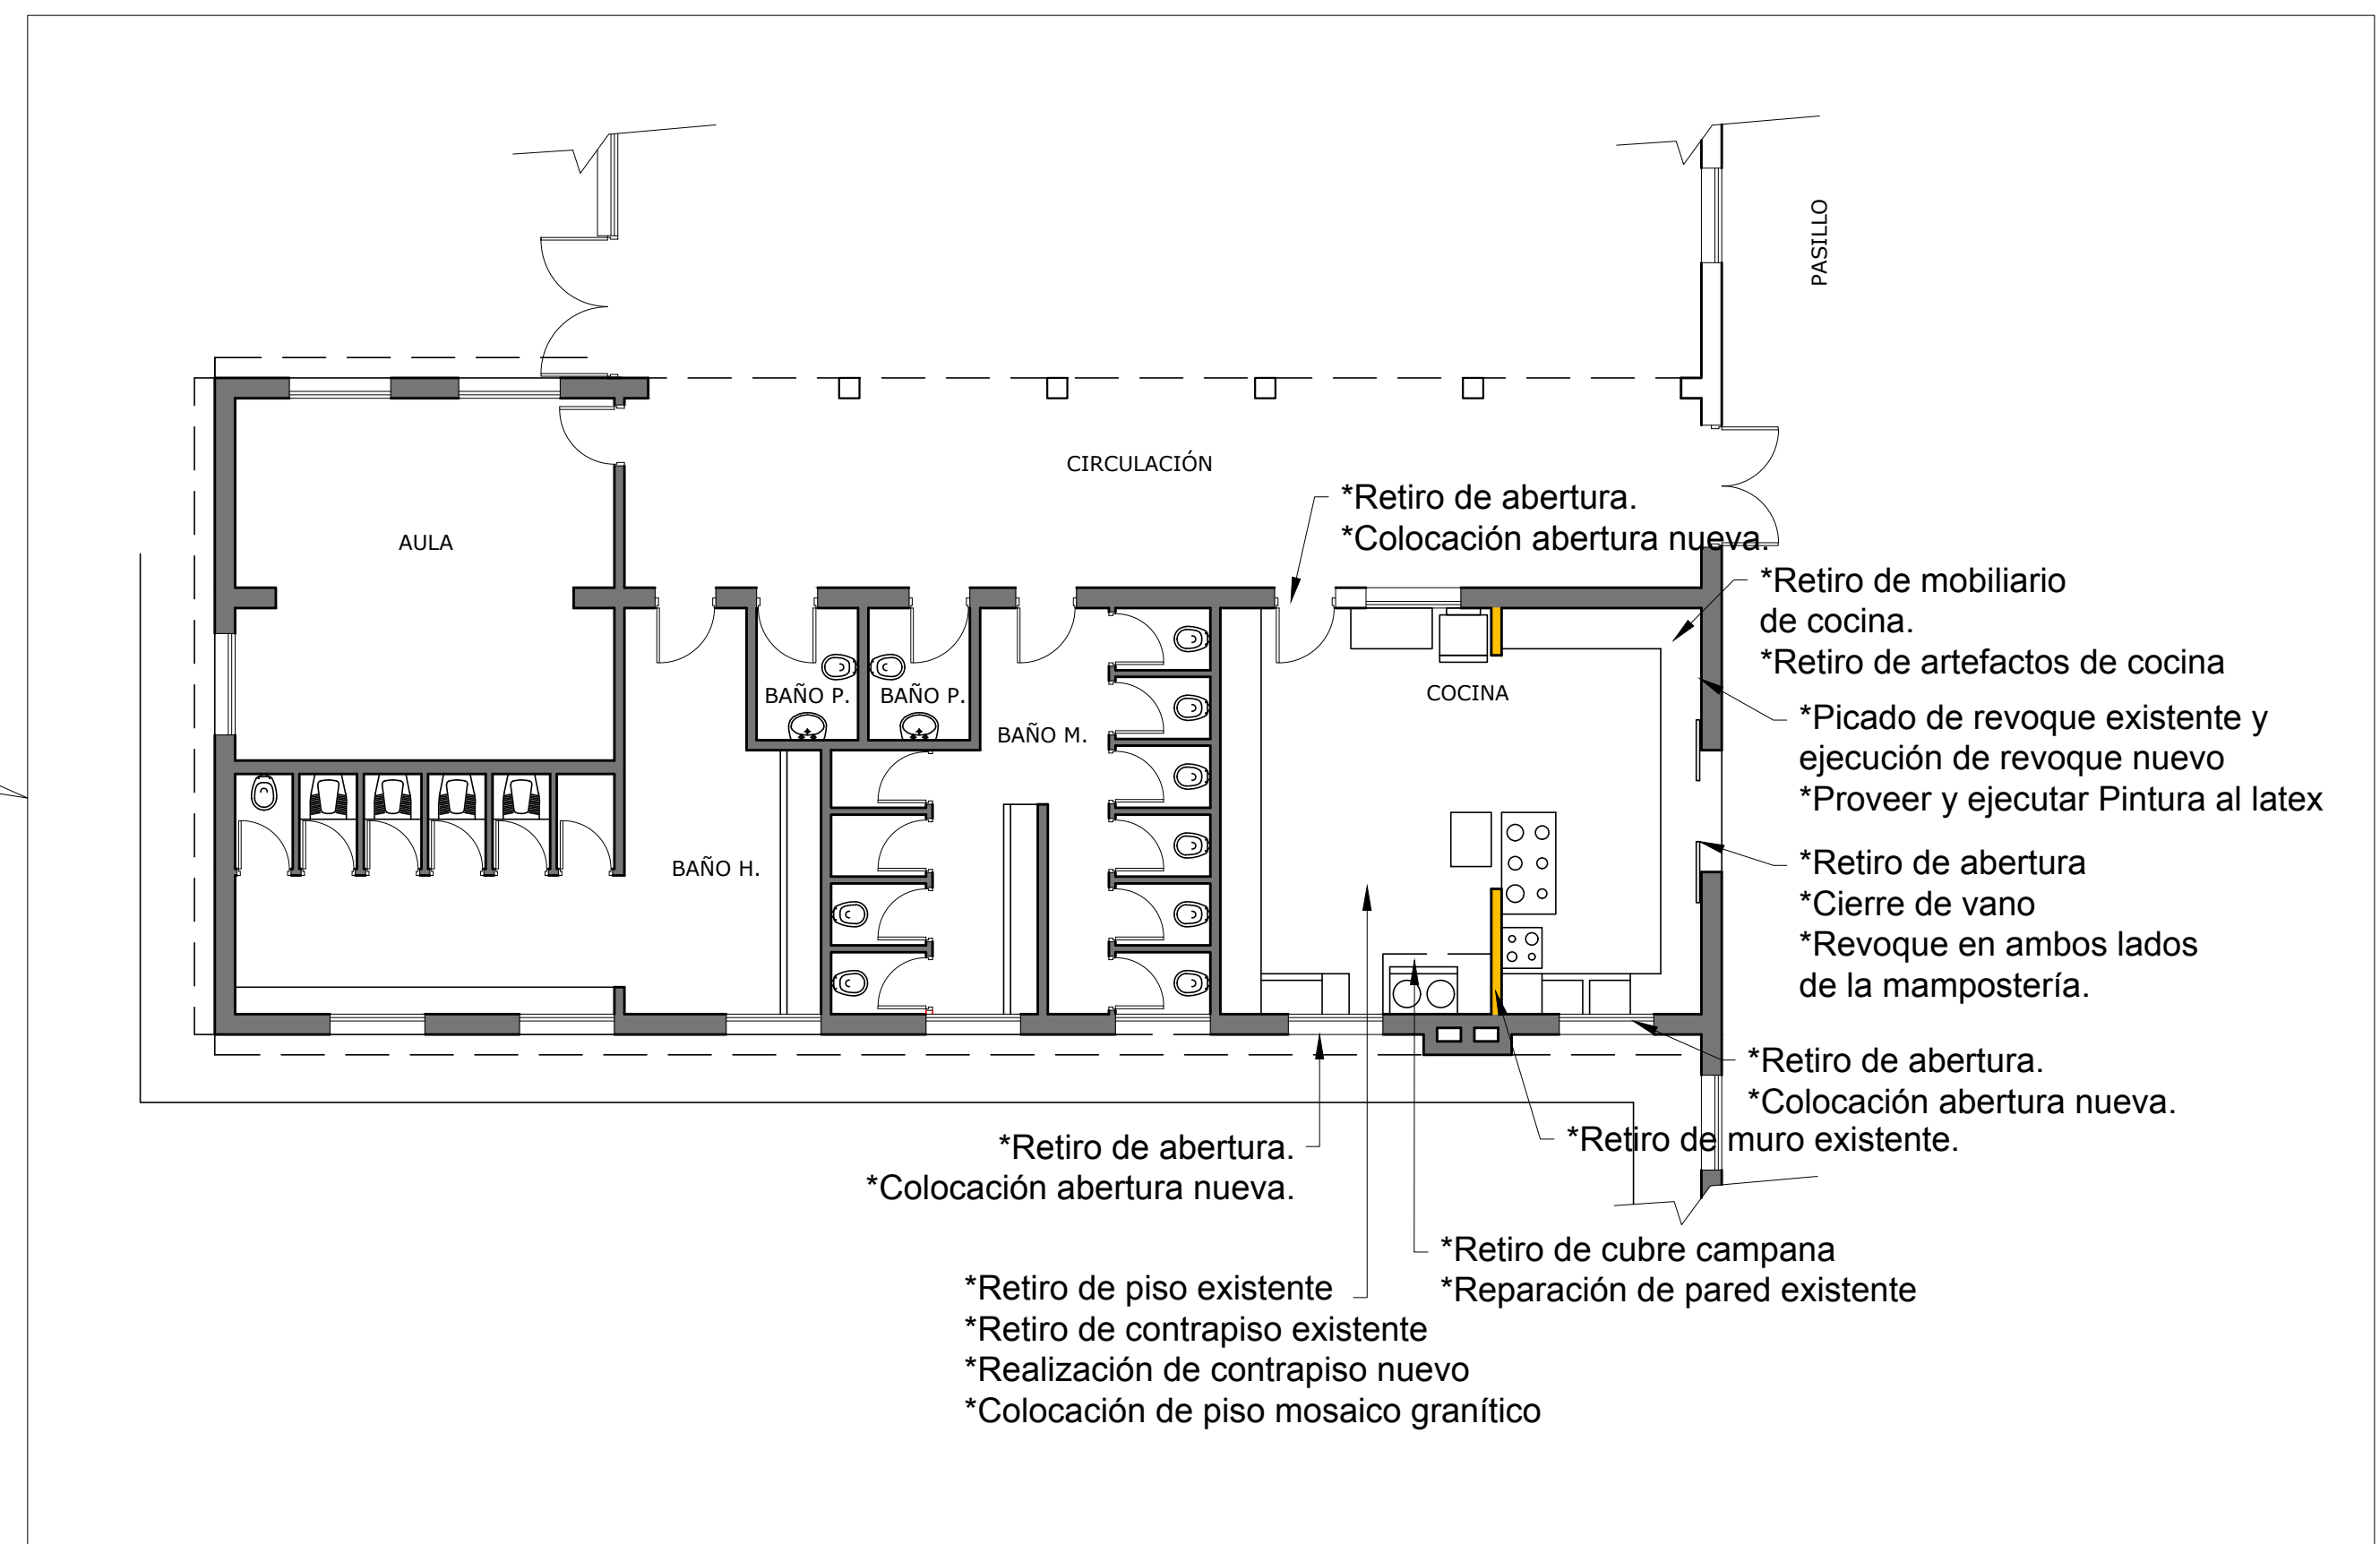 PASILLO
CIRCULACIÓN
*Retiro de abertura.
*Colocación abertura nueva.
AULA
*Retiro de mobiliario
de cocina.
*Retiro de artefactos de cocina
BAÑO P.
BAÑO P.
COCINA
*Picado de revoque existente y
ejecución de revoque nuevo
*Proveer y ejecutar Pintura al latex
BAÑO M.
BAÑO H.
*Retiro de abertura
*Cierre de vano
*Revoque en ambos lados
de la mampostería.
*Retiro de abertura.
*Colocación abertura nueva.
*Retiro de muro existente.
*Retiro de abertura.
*Colocación abertura nueva.
*Retiro de cubre campana
*Reparación de pared existente
*Retiro de piso existente
*Retiro de contrapiso existente
*Realización de contrapiso nuevo
*Colocación de piso mosaico granítico